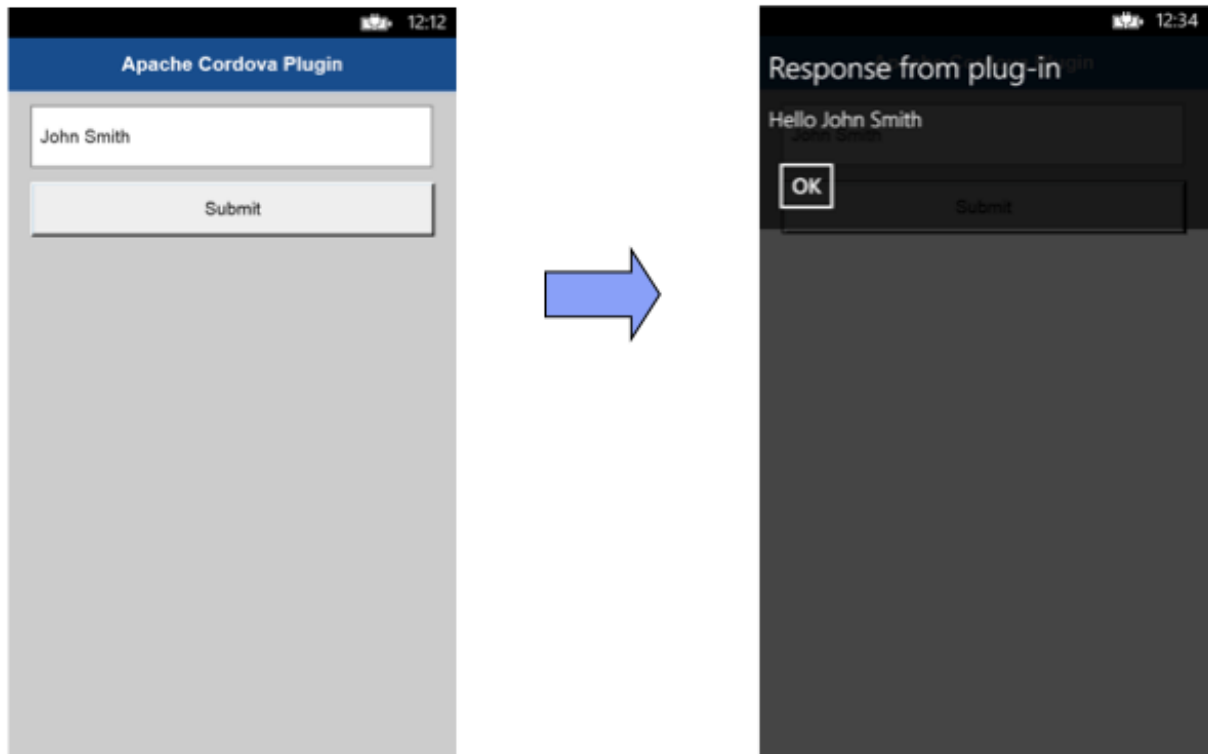 12:12
Apache Cordova Plugin
John Smith
Submit
12:34
Response from plug-in
Hello John Smith
OK
Submit